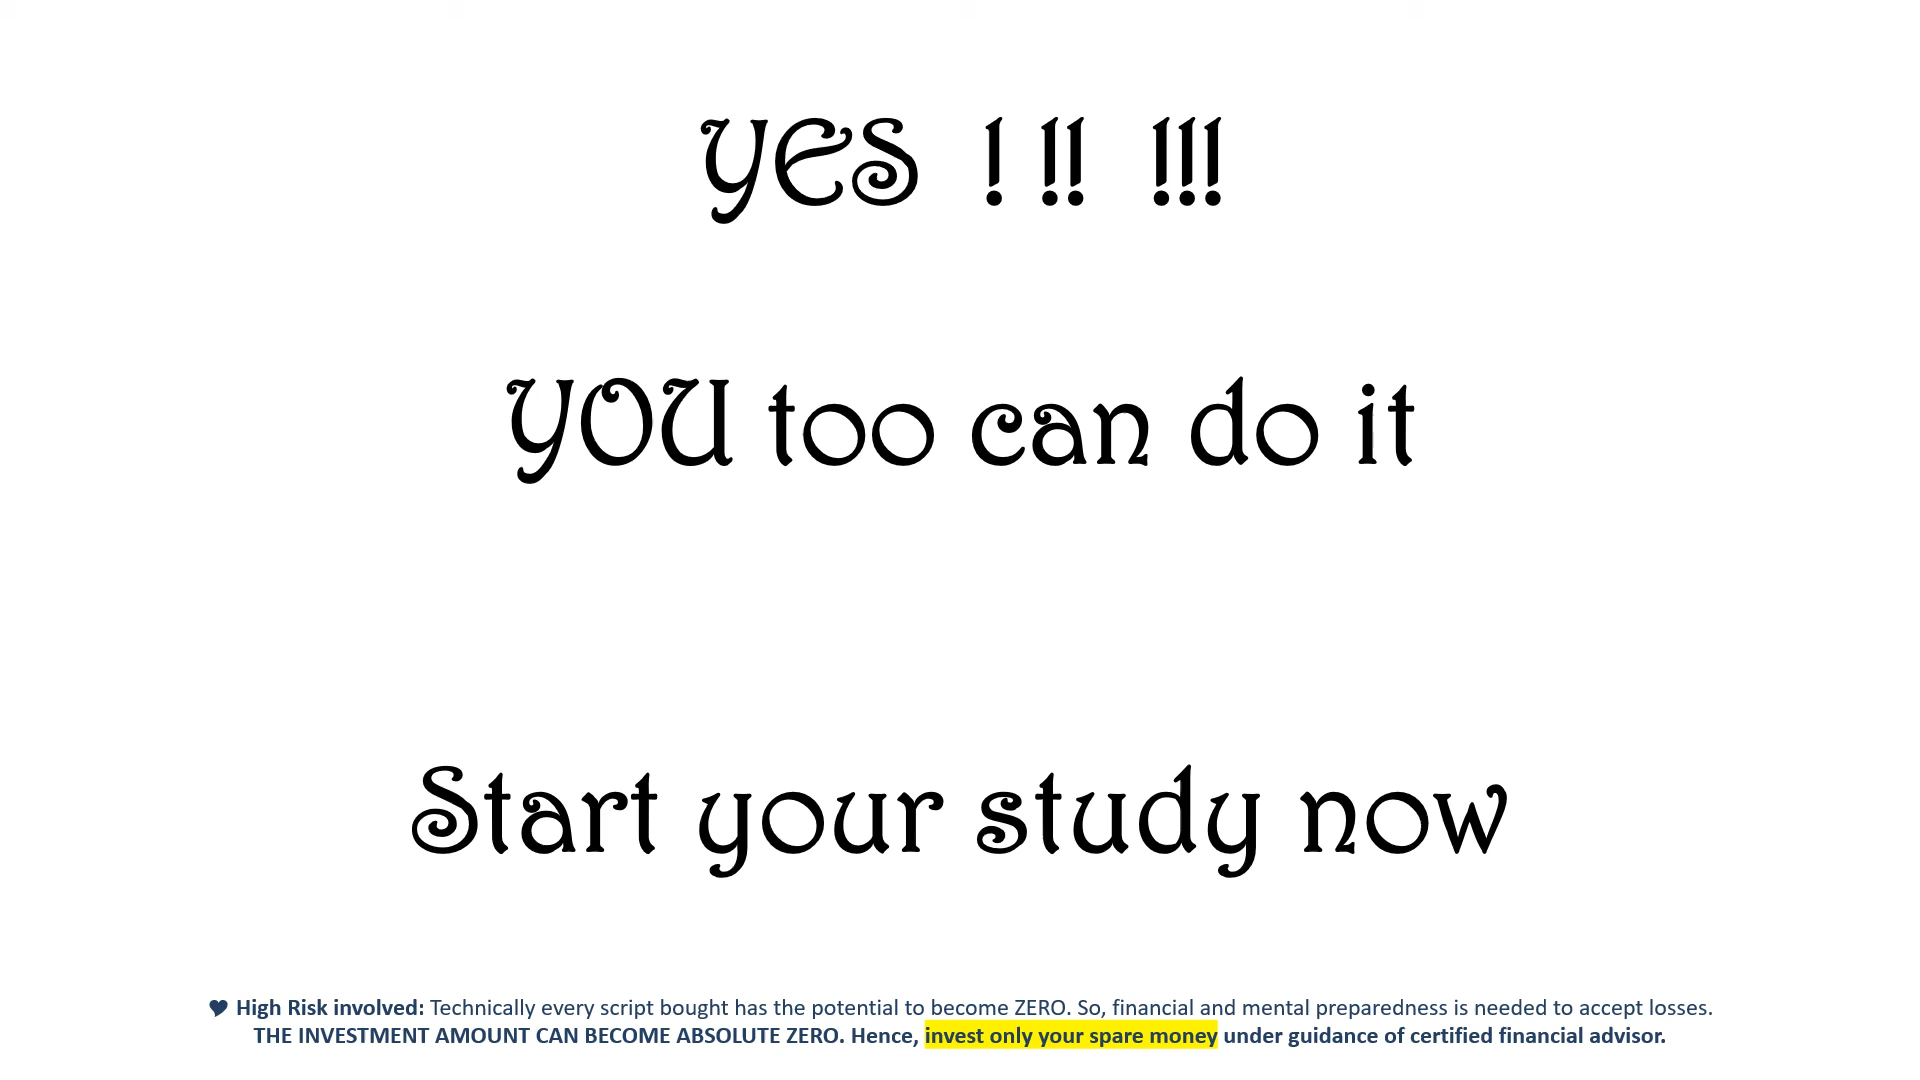 YES ! !! !!!
YOU too can do it
Start your study now
♥ High Risk involved: Technically every script bought has the potential to become ZERO. So, financial and mental preparedness is needed to accept losses.
THE INVESTMENT AMOUNT CAN BECOME ABSOLUTE ZERO. Hence, invest only your spare money under guidance of certified financial advisor.